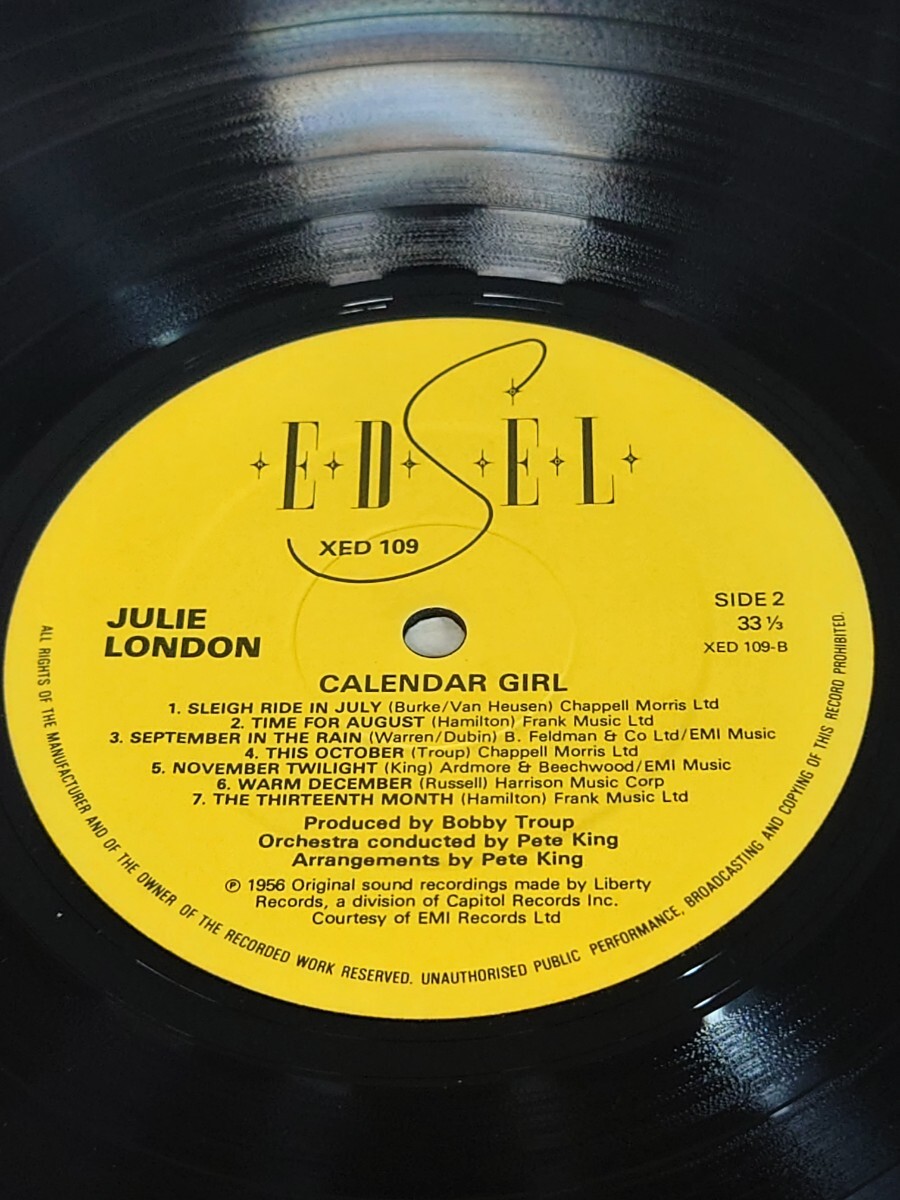 EDSEL
XED 109
JULIE
LONDON
SIDE 2
33 ⅓
XED 109-B
CALENDAR GIRL
1. SLEIGH RIDE IN JULY (Burke/Van Heusen) Chappell Morris Ltd
2. TIME FOR AUGUST (Hamilton) Frank Music Ltd
3. SEPTEMBER IN THE RAIN (Warren/Dubin) B. Feldman & Co Ltd/EMI Music
4. THIS OCTOBER (Troup) Chappell Morris Ltd
5. NOVEMBER TWILIGHT (King) Ardmore & Beechwood/EMI Music
6. WARM DECEMBER (Russell) Harrison Music Corp
7. THE THIRTEENTH MONTH (Hamilton) Frank Music Ltd
Produced by Bobby Troup
Orchestra conducted by Pete King
Arrangements by Pete King
℗ 1956 Original sound recordings made by Liberty
Records, a division of Capitol Records Inc.
Courtesy of EMI Records Ltd
ALL RIGHTS OF THE MANUFACTURER AND OF THE OWNER OF THE RECORDED WORK RESERVED. UNAUTHORISED PUBLIC PERFORMANCE, BROADCASTING AND COPYING OF THIS RECORD PROHIBITED.